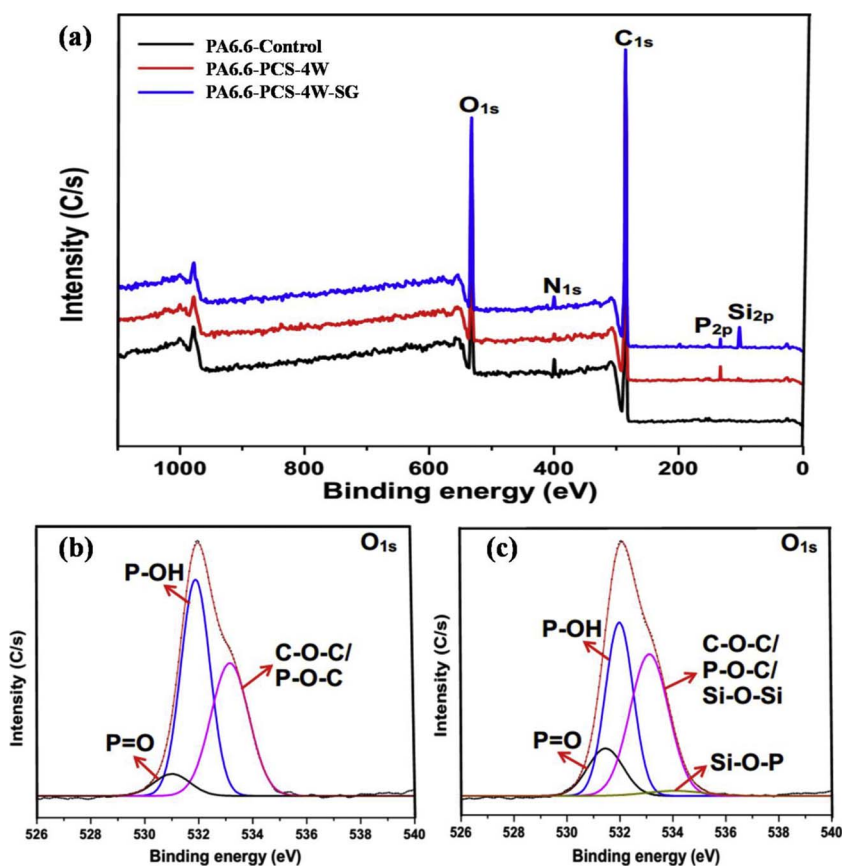 (a)
PA6.6-Control
PA6.6-PCS-4W
PA6.6-PCS-4W-SG
C1s
O1s
N1s
P2p
Si2p
Intensity (C/s)
1000 800 600 400 200 0
Binding energy (eV)
(b)
O1s
P-OH
C-O-C/
P-O-C
P=O
Intensity (C/s)
526 528 530 532 534 536 538 540
Binding energy (eV)
(c)
O1s
P-OH
C-O-C/
P-O-C/
Si-O-Si
P=O
Si-O-P
Intensity (C/s)
526 528 530 532 534 536 538 540
Binding energy (eV)